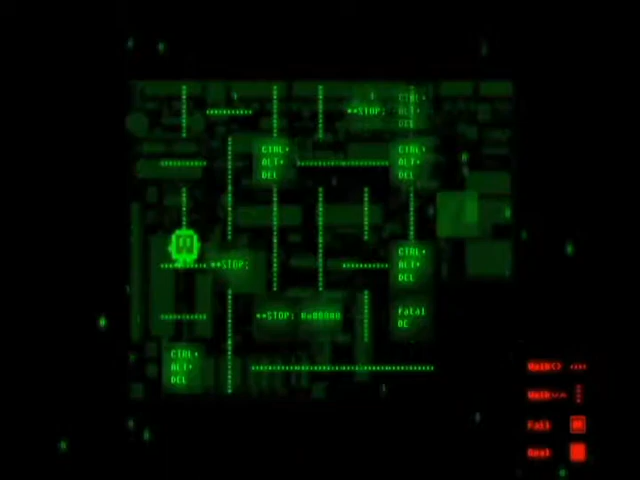 CTRL+
**STOP: ALT+
DEL
CTRL+
ALT+
DEL
CTRL+
ALT+
DEL
**STOP:
CTRL+
ALT+
DEL
**STOP: 0x00000
Fatal
CTRL+
ALT+
DEL
Fail
Goal